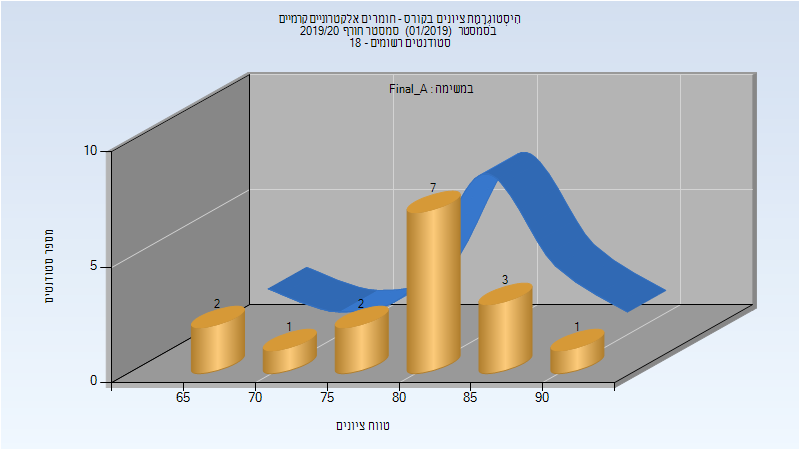 היסטוגרמת ציונים בקורס - חומרים אלקטרוניים קרמיים
בסמסטר (01/2019) סמסטר חורף 2019/20
סטודנטים רשומים - 18
במשימה : Final_A
מספר סטודנטים
10
5
0
2
1
2
7
3
1
65
70
75
80
85
90
טווח ציונים